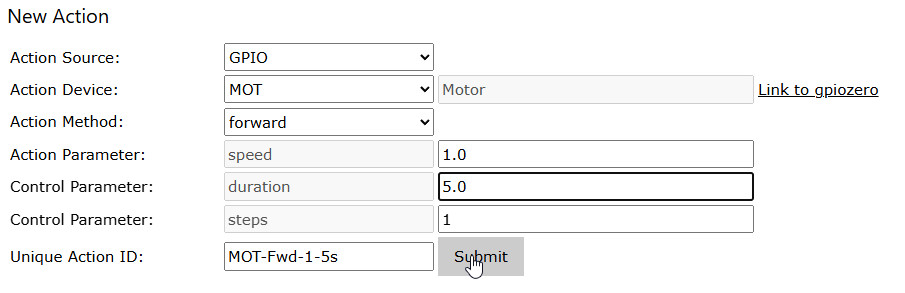 New Action
Action Source: GPIO
Action Device: MOT Motor Link to gpiozero
Action Method: forward
Action Parameter: speed 1.0
Control Parameter: duration 5.0
Control Parameter: steps 1
Unique Action ID: MOT-Fwd-1-5s Submit